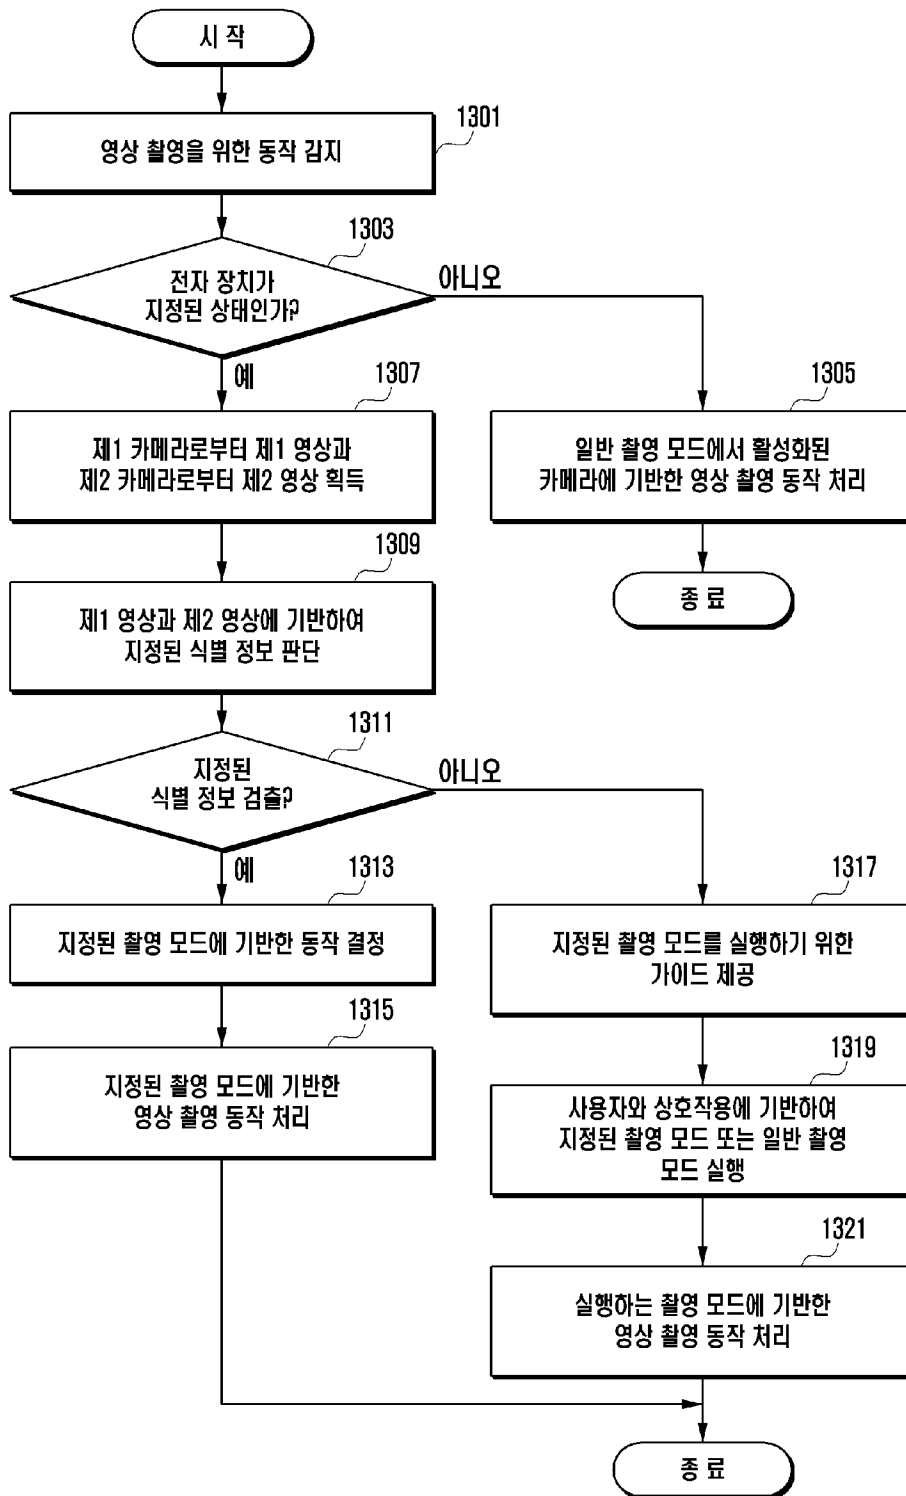 시 작
1301
영상 촬영을 위한 동작 감지
1303
전자 장치가
지정된 상태인가?
아니오
예
1307
제1 카메라로부터 제1 영상과
제2 카메라로부터 제2 영상 획득
1305
일반 촬영 모드에서 활성화된
카메라에 기반한 영상 촬영 동작 처리
종 료
1309
제1 영상과 제2 영상에 기반하여
지정된 식별 정보 판단
1311
지정된
식별 정보 검출?
아니오
예
1313
지정된 촬영 모드에 기반한 동작 결정
1315
지정된 촬영 모드에 기반한
영상 촬영 동작 처리
1317
지정된 촬영 모드를 실행하기 위한
가이드 제공
1319
사용자와 상호작용에 기반하여
지정된 촬영 모드 또는 일반 촬영
모드 실행
1321
실행하는 촬영 모드에 기반한
영상 촬영 동작 처리
종 료